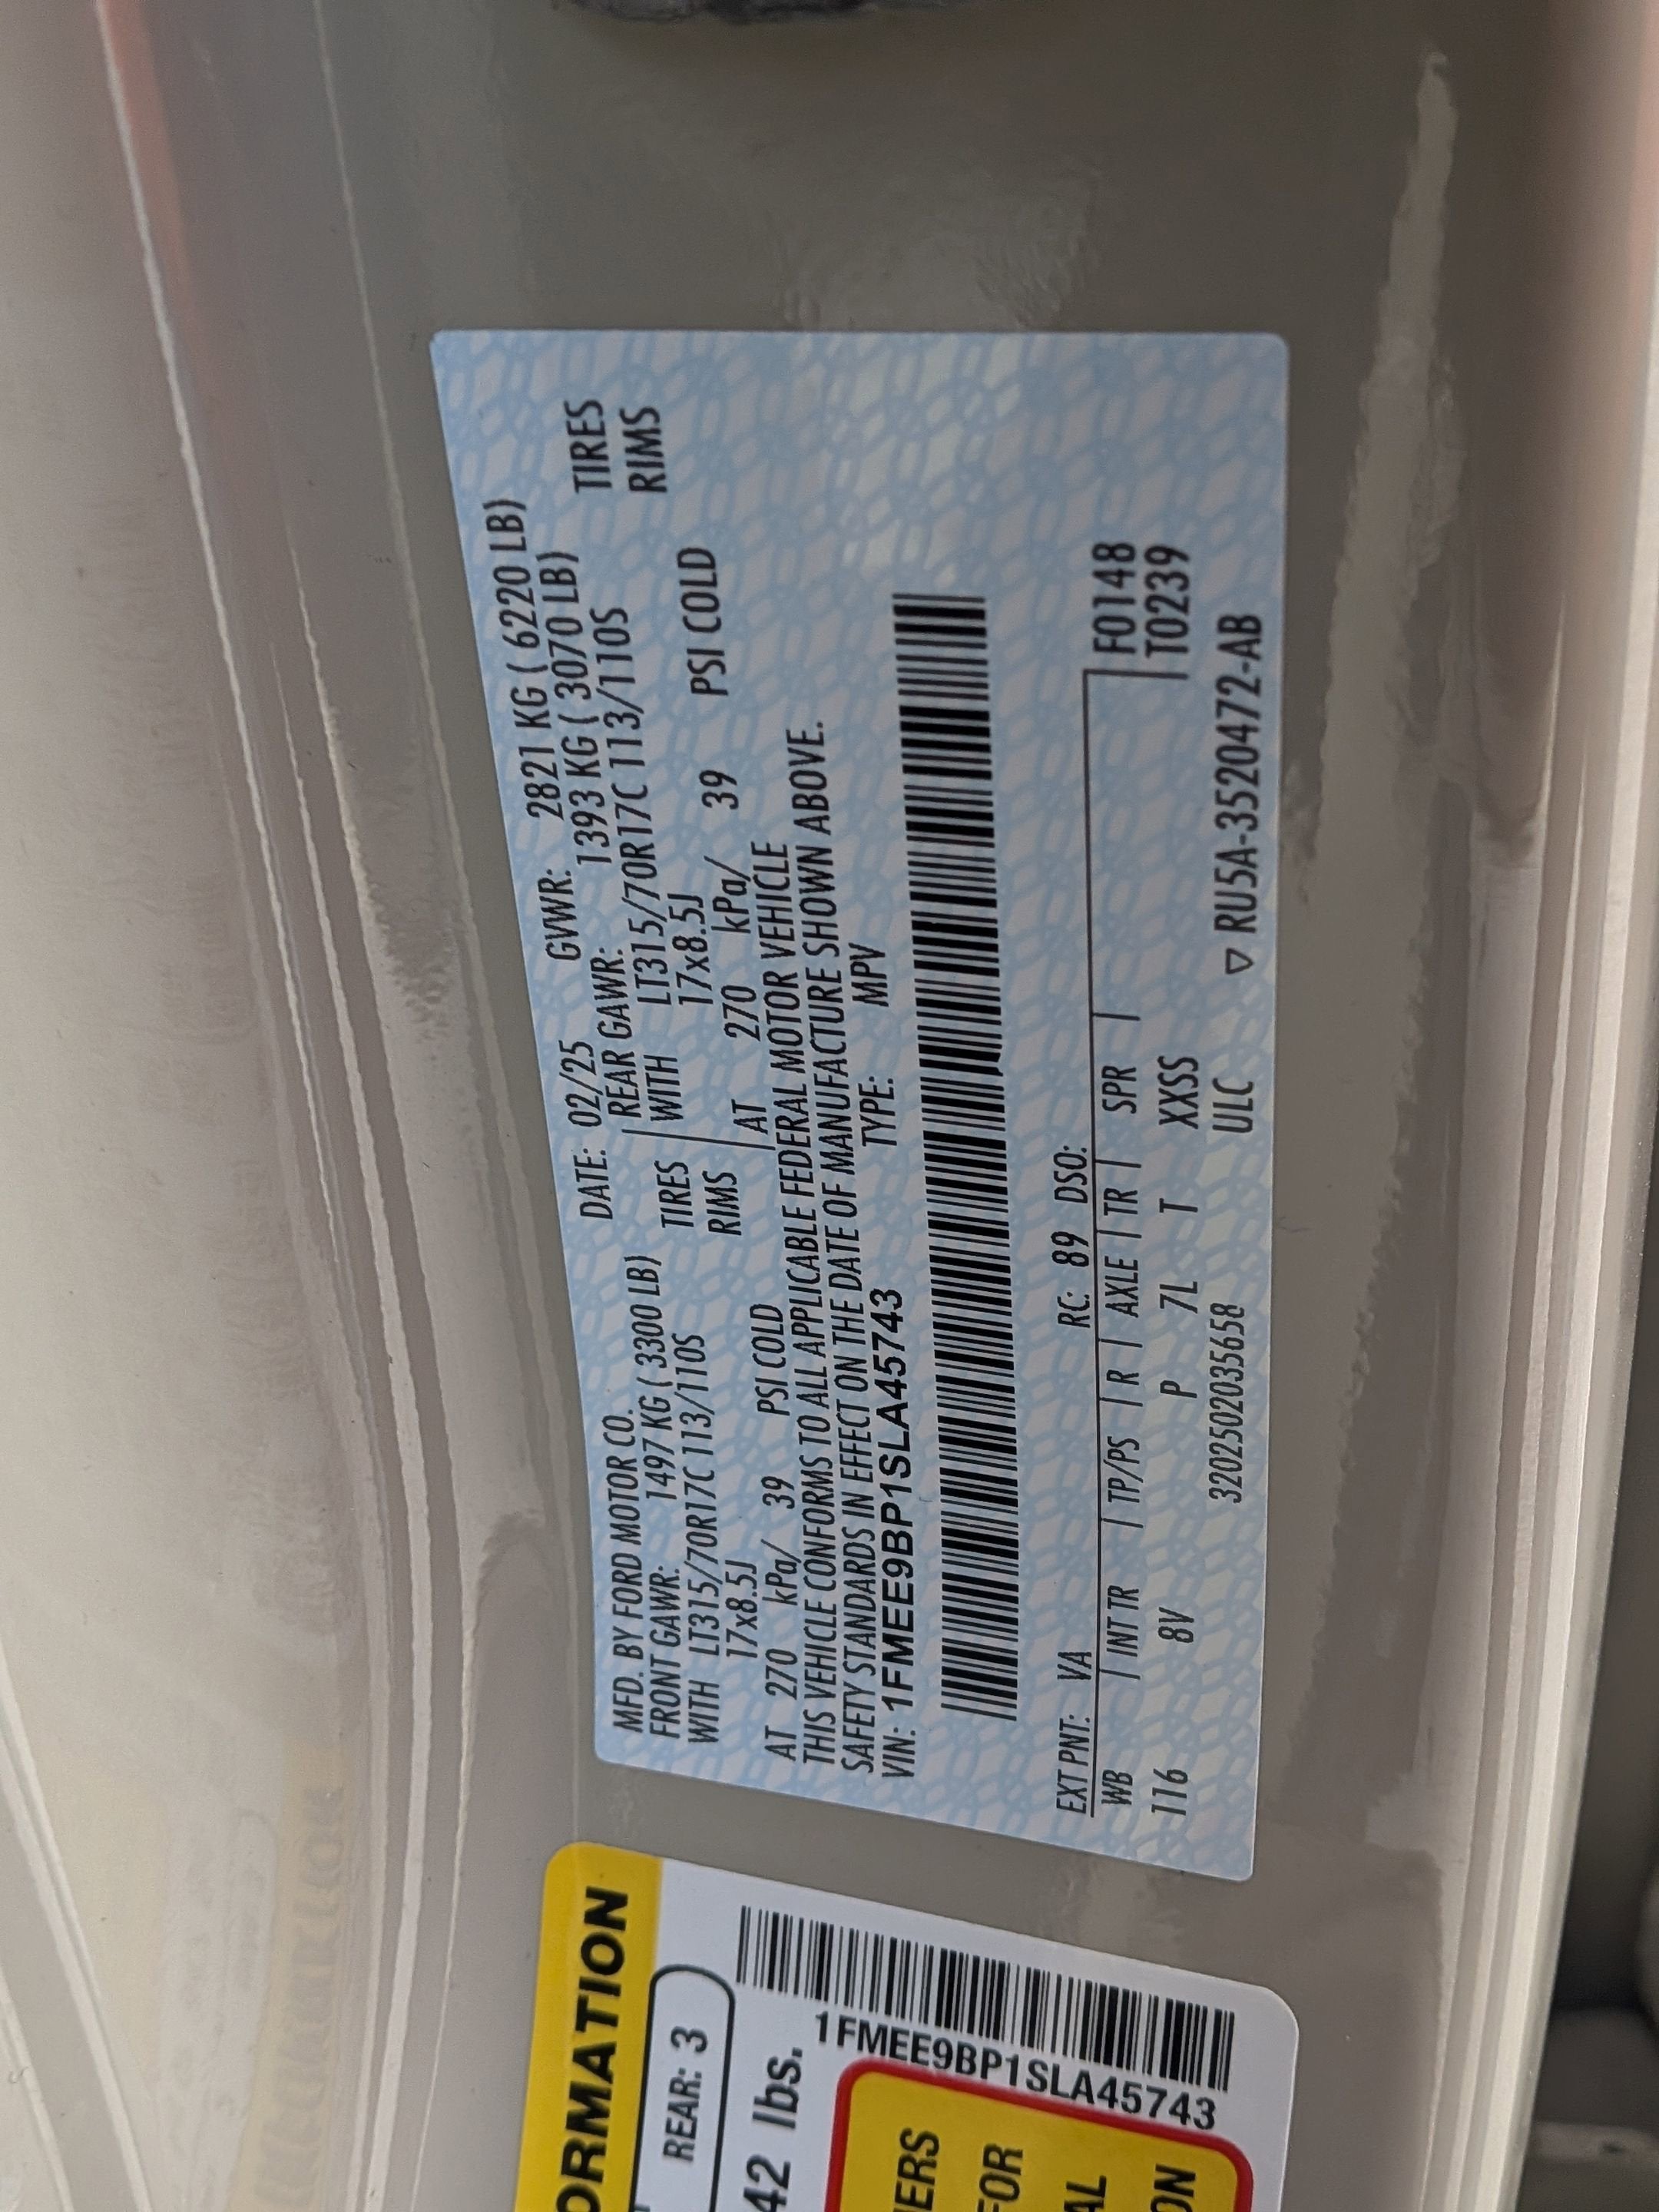 MFD. BY FORD MOTOR CO. DATE: 02/25 GVWR: 2821 KG ( 6220 LB)
FRONT GAWR: 1497 KG ( 3300 LB) REAR GAWR: 1393 KG ( 3070 LB)
WITH LT315/70R17C 113/110S TIRES WITH LT315/70R17C 113/110S TIRES
17x8.5J RIMS 17x8.5J RIMS
AT 270 kPa/ 39 PSI COLD AT 270 kPa/ 39 PSI COLD
THIS VEHICLE CONFORMS TO ALL APPLICABLE FEDERAL MOTOR VEHICLE
SAFETY STANDARDS IN EFFECT ON THE DATE OF MANUFACTURE SHOWN ABOVE.
VIN: 1FMEE9BP1SLA45743 TYPE: MPV
EXT PNT: VA RC: 89 DSO:
WB | INT TR | TP/PS | R | AXLE | TR | SPR | F0148
116 8V P 7L T XXSS T0239
3202502035658 ULC ▽ RU5A-3520472-AB
ORMATION
REAR: 3
42 lbs.
1FMEE9BP1SLA45743
ERS
FOR
AL
ON